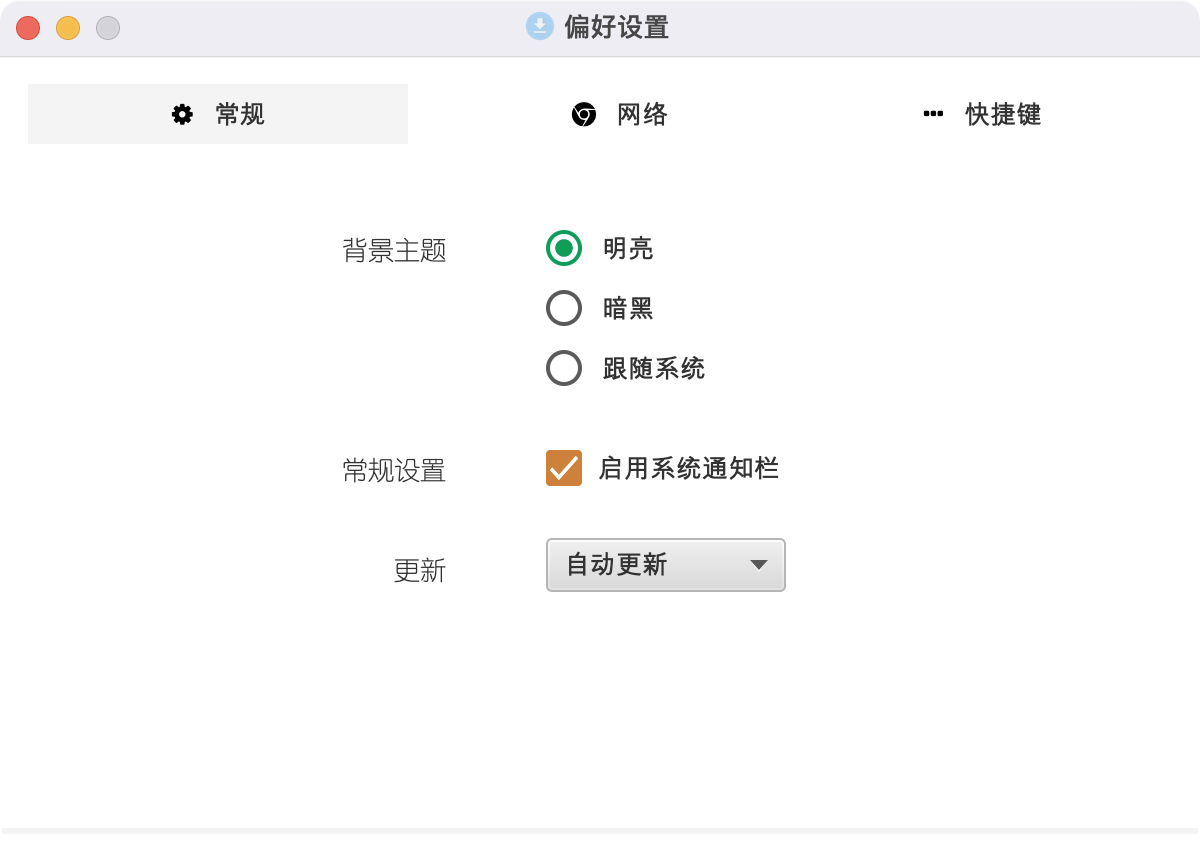 偏好设置
常规
网络
快捷键
背景主题
明亮
暗黑
跟随系统
常规设置
启用系统通知栏
更新
自动更新